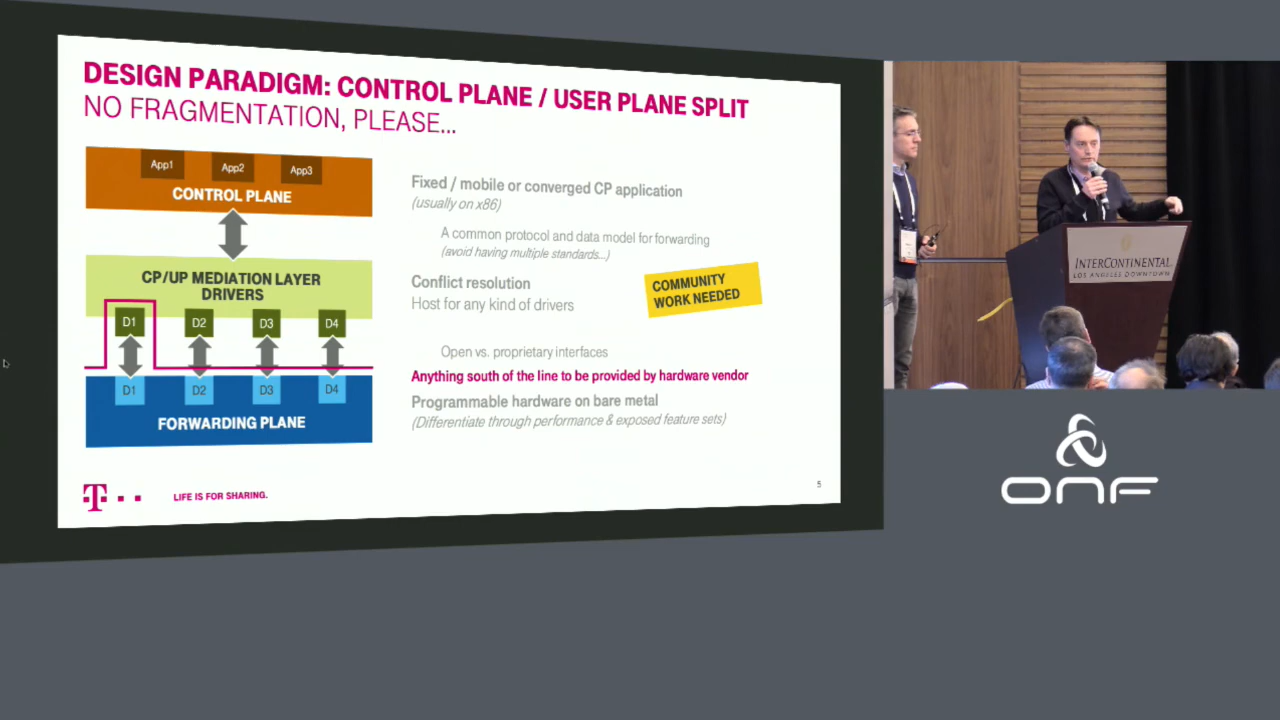 DESIGN PARADIGM: CONTROL PLANE / USER PLANE SPLIT
NO FRAGMENTATION, PLEASE...
App1
App2
App3
CONTROL PLANE
Fixed / mobile or converged CP application
(usually on x86)
A common protocol and data model for forwarding
(avoid having multiple standards...)
CP/UP MEDIATION LAYER
DRIVERS
Conflict resolution
Host for any kind of drivers
COMMUNITY
WORK NEEDED
D1
D2
D3
D4
Open vs. proprietary interfaces
Anything south of the line to be provided by hardware vendor
D1
D2
D3
D4
Programmable hardware on bare metal
(Differentiate through performance & exposed feature sets)
FORWARDING PLANE
T
LIFE IS FOR SHARING.
5
INTERCONTINENTAL
LOS ANGELES DOWNTOWN
ONF